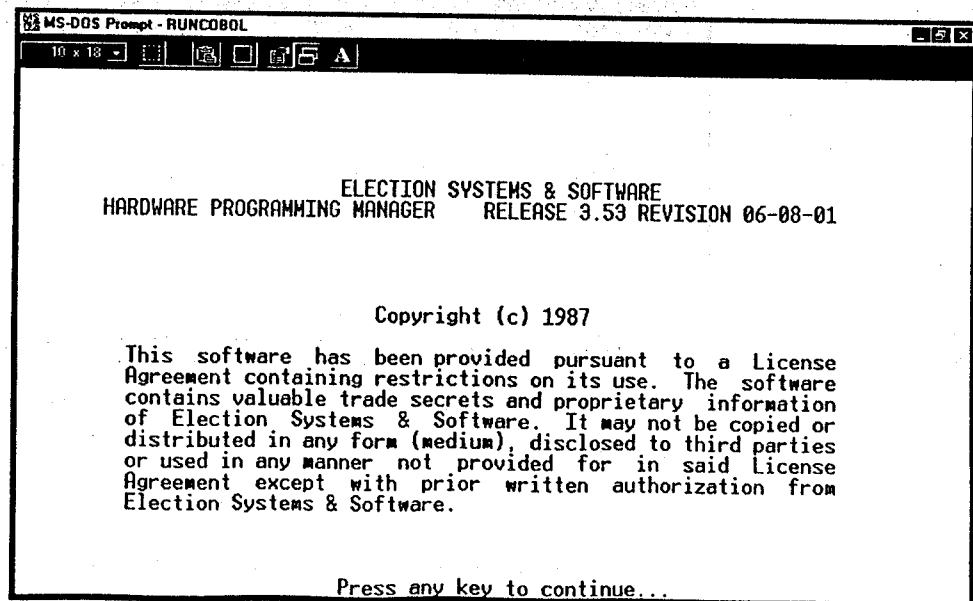 MS-DOS Prompt - RUNCOBOL
10 x 18
A
ELECTION SYSTEMS & SOFTWARE
HARDWARE PROGRAMMING MANAGER RELEASE 3.53 REVISION 06-08-01
Copyright (c) 1987
This software has been provided pursuant to a License
Agreement containing restrictions on its use. The software
contains valuable trade secrets and proprietary information
of Election Systems & Software. It may not be copied or
distributed in any form (medium), disclosed to third parties
or used in any manner not provided for in said License
Agreement except with prior written authorization from
Election Systems & Software.
Press any key to continue...